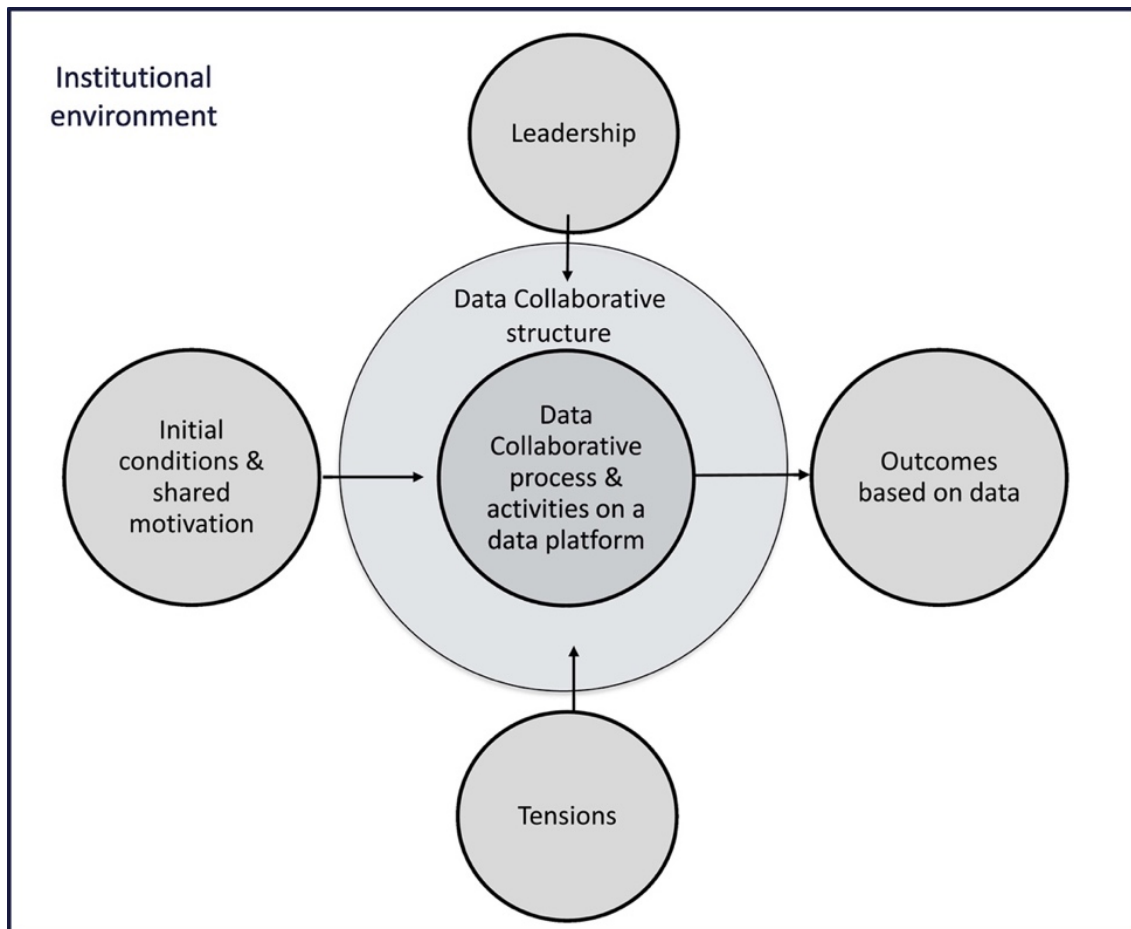 Institutional
environment
Leadership
Data Collaborative
structure
Initial
conditions &
shared
motivation
Data
Collaborative
process &
activities on a
data platform
Outcomes
based on data
Tensions